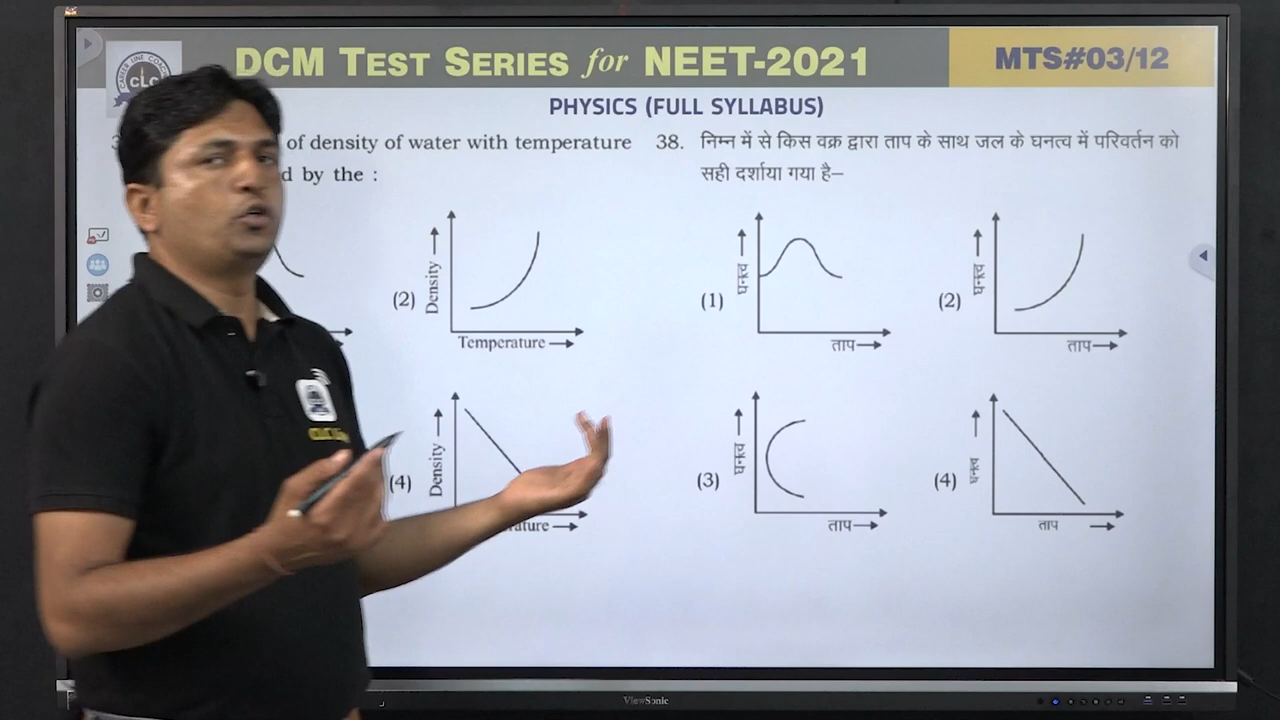 DCM TEST SERIES for NEET-2021
MTS#03/12
CLC
PHYSICS (FULL SYLLABUS)
of density of water with temperature
d by the :
38. निम्न में से किस वक्र द्वारा ताप के साथ जल के घनत्व में परिवर्तन को
सही दर्शाया गया है–
(2) Density
Temperature
(4) Density
(1) घनत्व
ताप
(2) घनत्व
ताप
(3) घनत्व
ताप
(4) घनत्व
ताप
ViewSonic